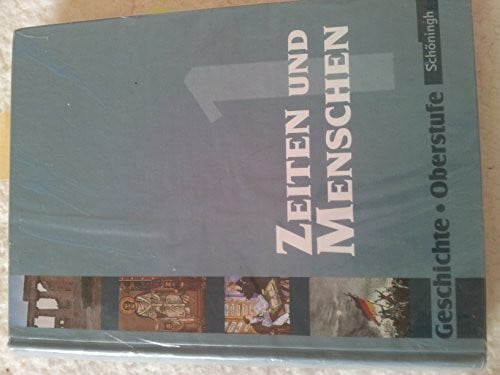 1
ZEITEN UND
MENSCHEN
Geschichte • Oberstufe
Schöningh